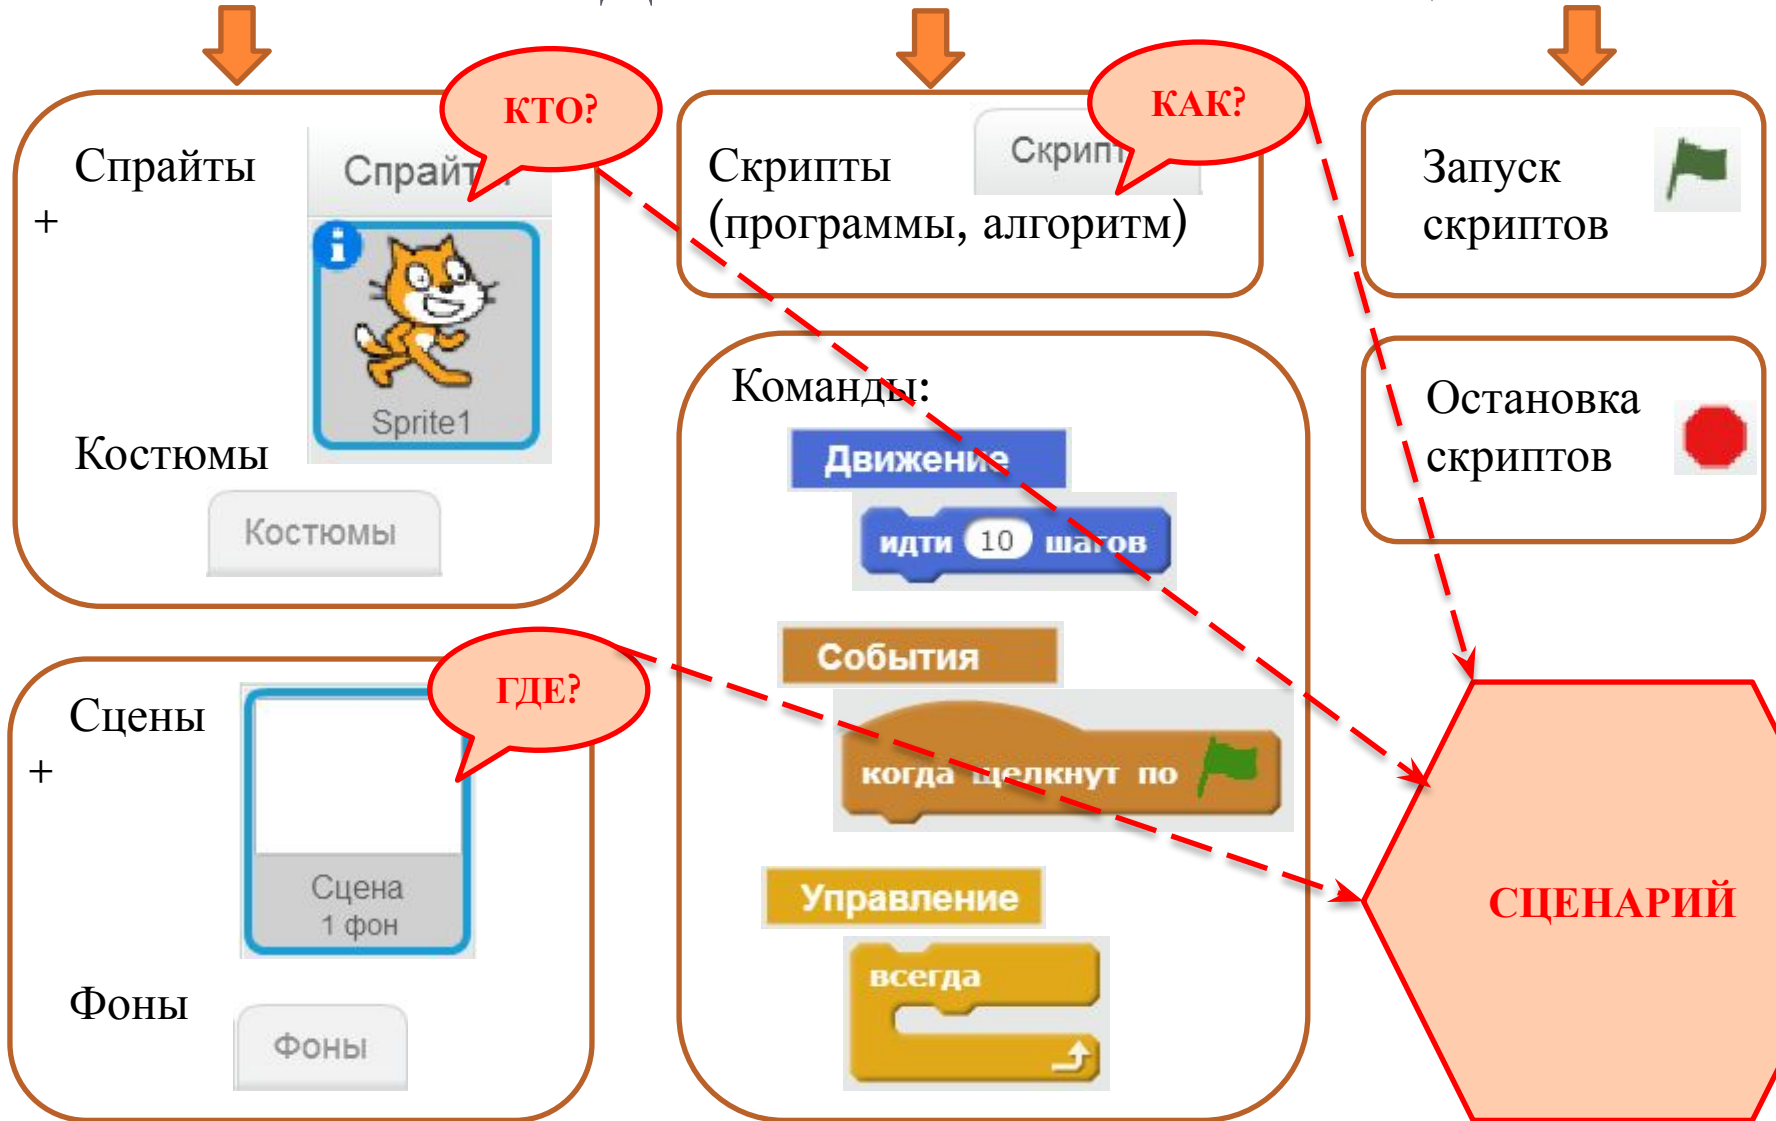 КТО?
Спрайты
Спрайты
+
Sprite1
Костюмы
Костюмы
ГДЕ?
Сцены
+
Сцена
1 фон
Фоны
Фоны
КАК?
Скрипты
Скрипт
(программы, алгоритм)
Команды:
Движение
идти 10 шагов
События
когда щелкнут по
Управление
всегда
Запуск
скриптов
Остановка
скриптов
СЦЕНАРИЙ